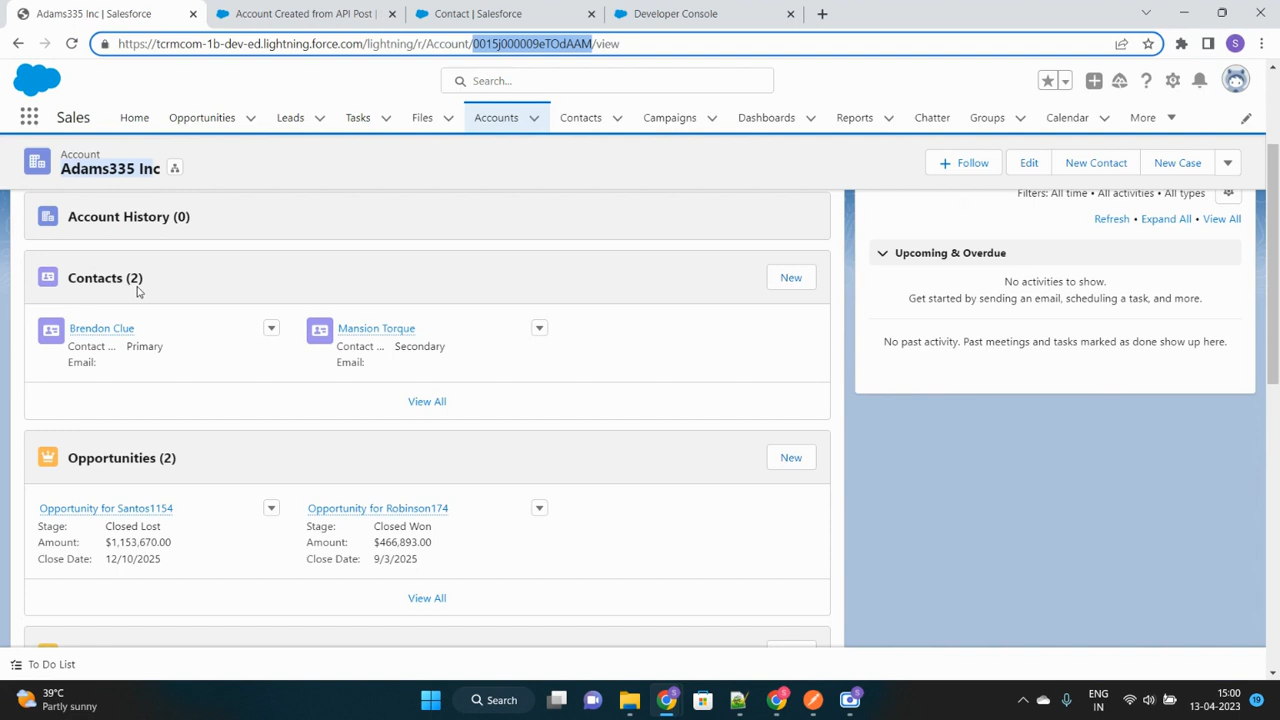 Adams335 Inc | Salesforce
Account Created from API Post |
Contact | Salesforce
Developer Console
https://tcrmcom-1b-dev-ed.lightning.force.com/lightning/r/Account/0015j000009eTOdAAM/view
S
Search...
Sales
Home
Opportunities
Leads
Tasks
Files
Accounts
Contacts
Campaigns
Dashboards
Reports
Chatter
Groups
Calendar
More
Account
Adams335 Inc
Follow
Edit
New Contact
New Case
Account History (0)
Filters: All time • All activities • All types
Refresh • Expand All • View All
Upcoming & Overdue
No activities to show.
Get started by sending an email, scheduling a task, and more.
No past activity. Past meetings and tasks marked as done show up here.
Contacts (2)
New
Brendon Clue
Contact ... Primary
Email:
Mansion Torque
Contact ... Secondary
Email:
View All
Opportunities (2)
New
Opportunity for Santos1154
Stage: Closed Lost
Amount: $1,153,670.00
Close Date: 12/10/2025
Opportunity for Robinson174
Stage: Closed Won
Amount: $466,893.00
Close Date: 9/3/2025
View All
To Do List
39°C
Partly sunny
Search
ENG
IN
15:00
13-04-2023
19